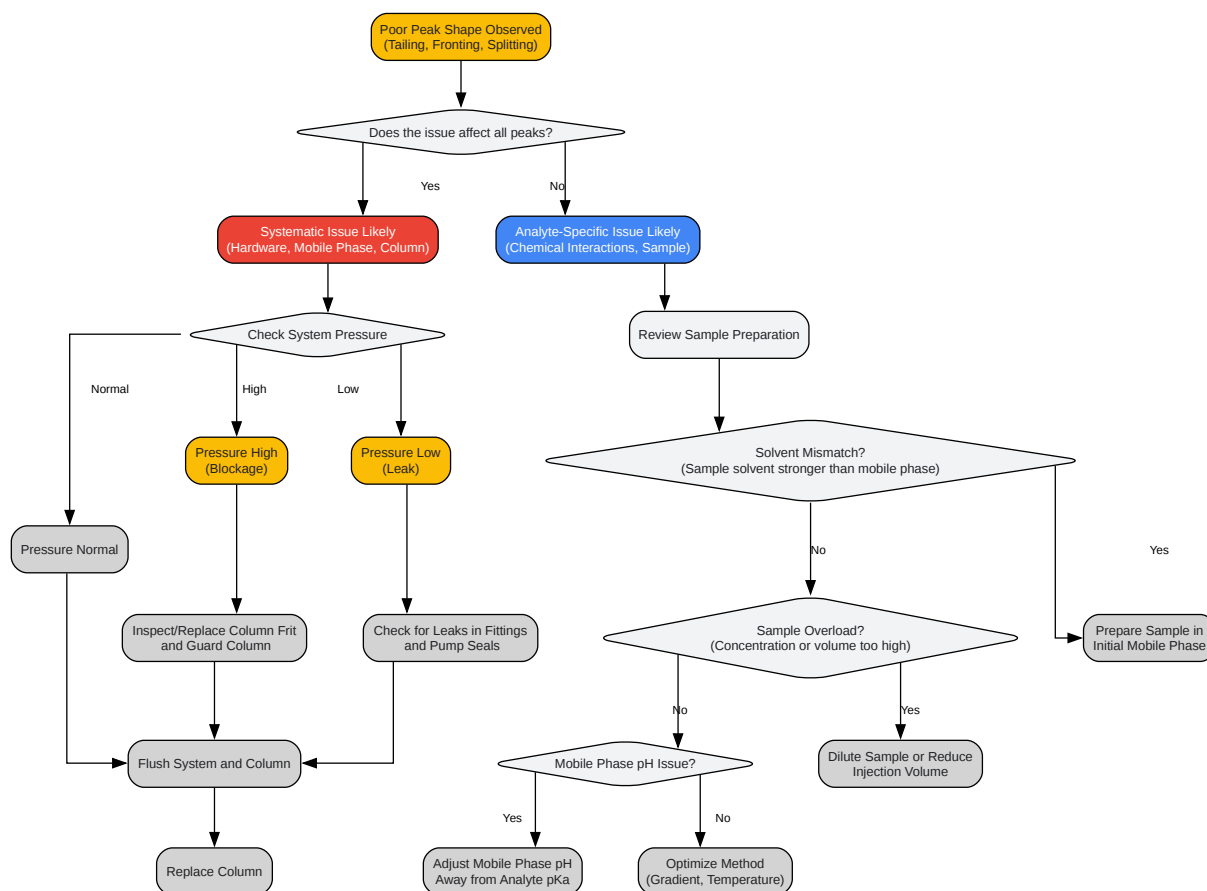 Poor Peak Shape Observed
(Tailing, Fronting, Splitting)
Does the issue affect all peaks?
Yes
No
Systematic Issue Likely
(Hardware, Mobile Phase, Column)
Analyte-Specific Issue Likely
(Chemical Interactions, Sample)
Check System Pressure
Review Sample Preparation
Normal
High
Low
Pressure High
(Blockage)
Pressure Low
(Leak)
Solvent Mismatch?
(Sample solvent stronger than mobile phase)
Pressure Normal
No
Yes
Inspect/Replace Column Frit
and Guard Column
Check for Leaks in Fittings
and Pump Seals
Sample Overload?
(Concentration or volume too high)
Prepare Sample in
Initial Mobile Phase
No
Yes
Flush System and Column
Mobile Phase pH Issue?
Dilute Sample or Reduce
Injection Volume
Yes
No
Replace Column
Adjust Mobile Phase pH
Away from Analyte pKa
Optimize Method
(Gradient, Temperature)